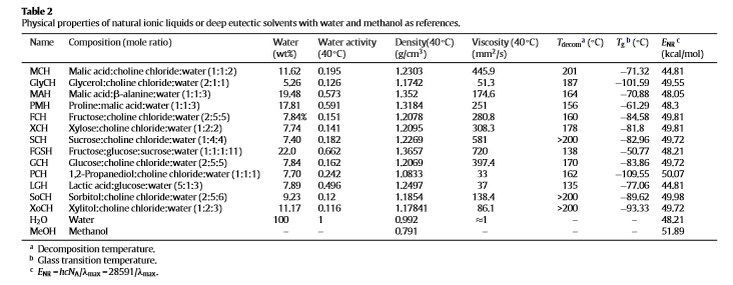 Table 2
Physical properties of natural ionic liquids or deep eutectic solvents with water and methanol as references.
Name Composition (mole ratio) Water (wt%) Water activity (40 °C) Density(40 °C) (g/cm³) Viscosity (40 °C) (mm²/s) Tdecomᵃ (°C) Tgᵇ (°C) ENRᶜ (kcal/mol)
MCH Malic acid:choline chloride:water (1:1:2) 11.62 0.195 1.2303 445.9 201 −71.32 44.81
GlyCH Glycerol:choline chloride:water (2:1:1) 5.26 0.126 1.1742 51.3 187 −101.59 49.55
MAH Malic acid:β-alanine:water (1:1:3) 19.48 0.573 1.352 174.6 164 −70.88 48.05
PMH Proline:malic acid:water (1:1:3) 17.81 0.591 1.3184 251 156 −61.29 48.3
FCH Fructose:choline chloride:water (2:5:5) 7.84% 0.151 1.2078 280.8 160 −84.58 49.81
XCH Xylose:choline chloride:water (1:2:2) 7.74 0.141 1.2095 308.3 178 −81.8 49.81
SCH Sucrose:choline chloride:water (1:4:4) 7.40 0.182 1.2269 581 >200 −82.96 49.72
FGSH Fructose:glucose:sucrose:water (1:1:1:11) 22.0 0.662 1.3657 720 138 −50.77 48.21
GCH Glucose:choline chloride:water (2:5:5) 7.84 0.162 1.2069 397.4 170 −83.86 49.72
PCH 1,2-Propanediol:choline chloride:water (1:1:1) 7.70 0.242 1.0833 33 162 −109.55 50.07
LGH Lactic acid:glucose:water (5:1:3) 7.89 0.496 1.2497 37 135 −77.06 44.81
SoCH Sorbitol:choline chloride:water (2:5:6) 9.23 0.12 1.1854 138.4 >200 −89.62 49.98
XoCH Xylitol:choline chloride:water (1:2:3) 11.17 0.116 1.17841 86.1 >200 −93.33 49.72
H₂O Water 100 1 0.992 ≈1 – – 48.21
MeOH Methanol – – 0.791 – – 51.89
ᵃ Decomposition temperature.
ᵇ Glass transition temperature.
ᶜ ENR = hcNA/λmax = 28591/λmax.